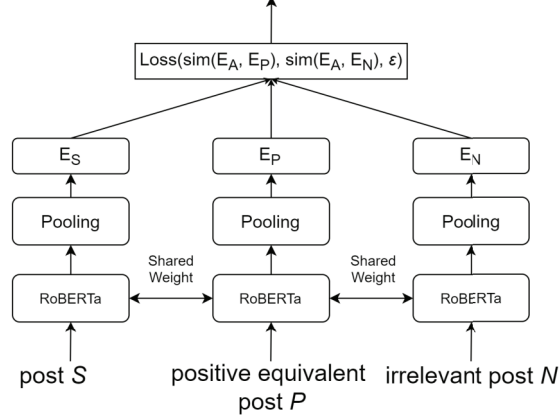 Loss(sim(E_A, E_P), sim(E_A, E_N), ε)
E_S E_P E_N
Pooling Pooling Pooling
Shared Weight Shared Weight
RoBERTa RoBERTa RoBERTa
post S
positive equivalent post P
irrelevant post N